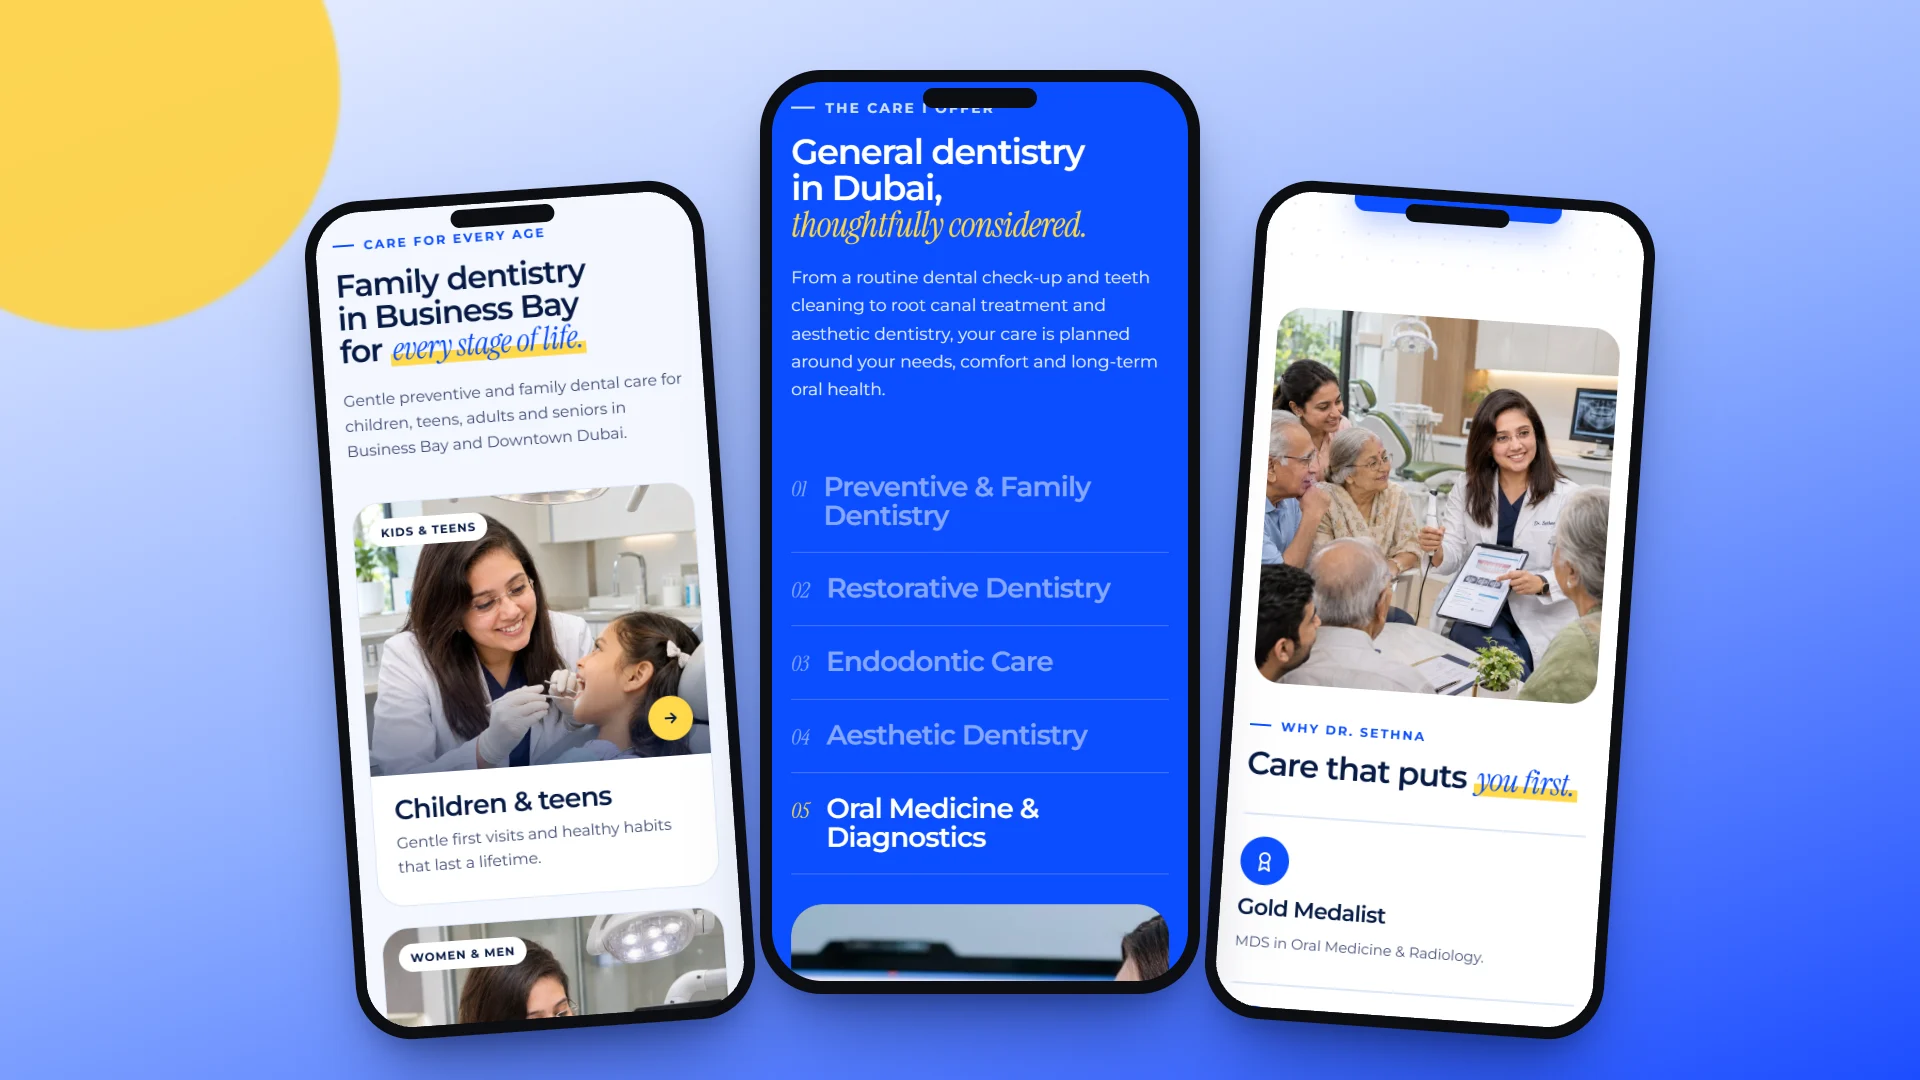 CARE FOR EVERY AGE
Family dentistry
in Business Bay
for every stage of life.
Gentle preventive and family dental care for
children, teens, adults and seniors in
Business Bay and Downtown Dubai.
KIDS & TEENS
Children & teens
Gentle first visits and healthy habits
that last a lifetime.
WOMEN & MEN
THE CARE I OFFER
General dentistry
in Dubai,
thoughtfully considered.
From a routine dental check-up and teeth
cleaning to root canal treatment and
aesthetic dentistry, your care is planned
around your needs, comfort and long-term
oral health.
01 Preventive & Family
Dentistry
02 Restorative Dentistry
03 Endodontic Care
04 Aesthetic Dentistry
05 Oral Medicine &
Diagnostics
WHY DR. SETHNA
Care that puts you first.
Gold Medalist
MDS in Oral Medicine & Radiology.